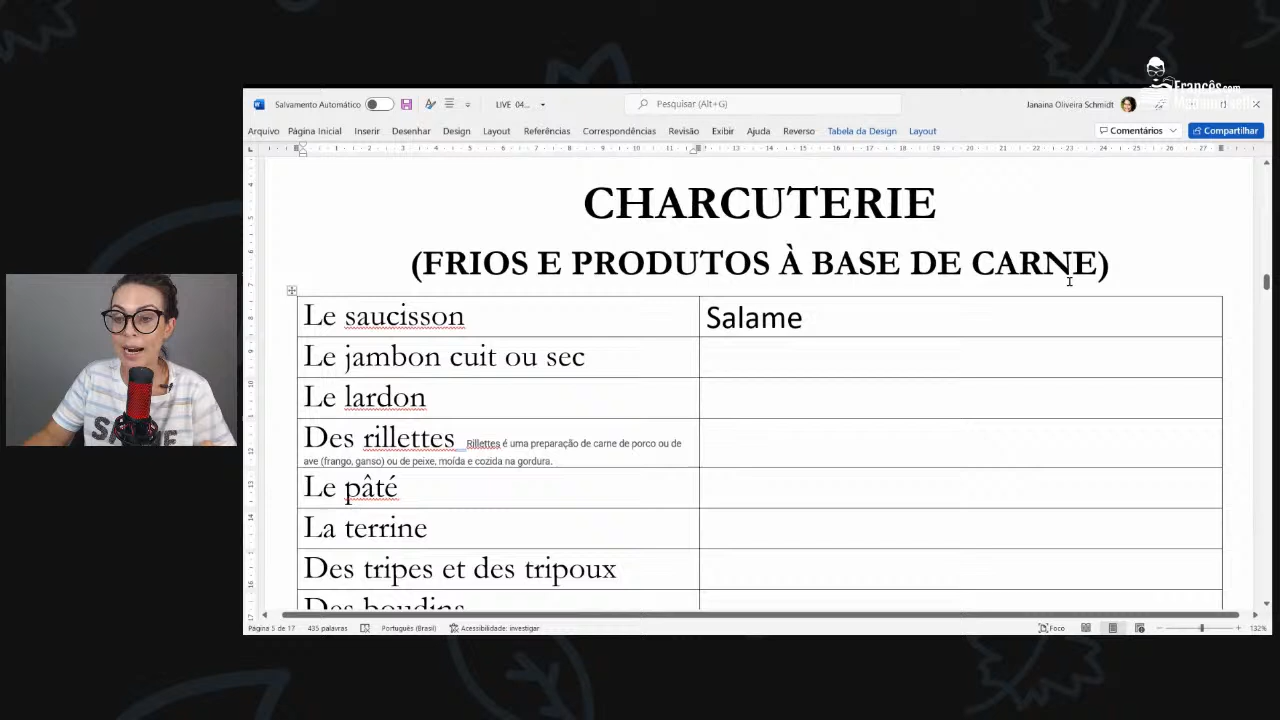 Francês.com
Salvamento Automático
LIVE 04...
Pesquisar (Alt+G)
Janaina Oliveira Schmidt
Arquivo Página Inicial Inserir Desenhar Design Layout Referências Correspondências Revisão Exibir Ajuda Reverso Tabela da Design Layout
Comentários
Compartilhar
CHARCUTERIE
(FRIOS E PRODUTOS À BASE DE CARNE)
Le saucisson Salame
Le jambon cuit ou sec
Le lardon
Des rillettes Rillettes é uma preparação de carne de porco ou de
ave (frango, ganso) ou de peixe, moída e cozida na gordura.
Le pâté
La terrine
Des tripes et des tripoux
Des boudins
Página 5 de 17 435 palavras Português (Brasil) Acessibilidade: investigar
Foco
132%